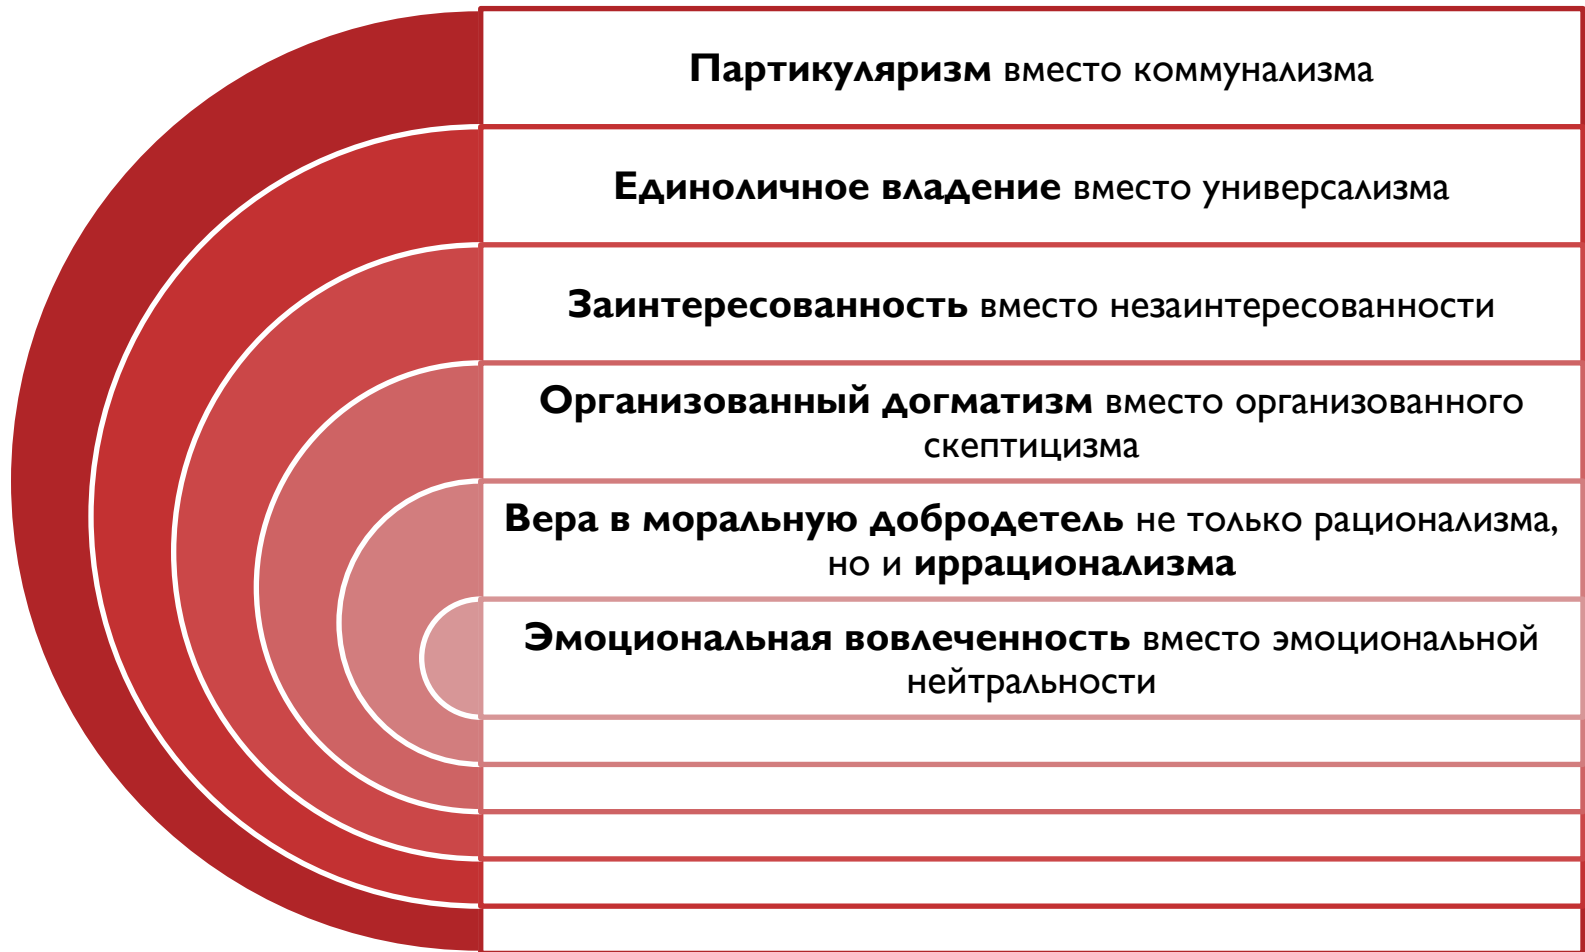 Партикуляризм вместо коммунализма
Единоличное владение вместо универсализма
Заинтересованность вместо незаинтересованности
Организованный догматизм вместо организованного
скептицизма
Вера в моральную добродетель не только рационализма,
но и иррационализма
Эмоциональная вовлеченность вместо эмоциональной
нейтральности